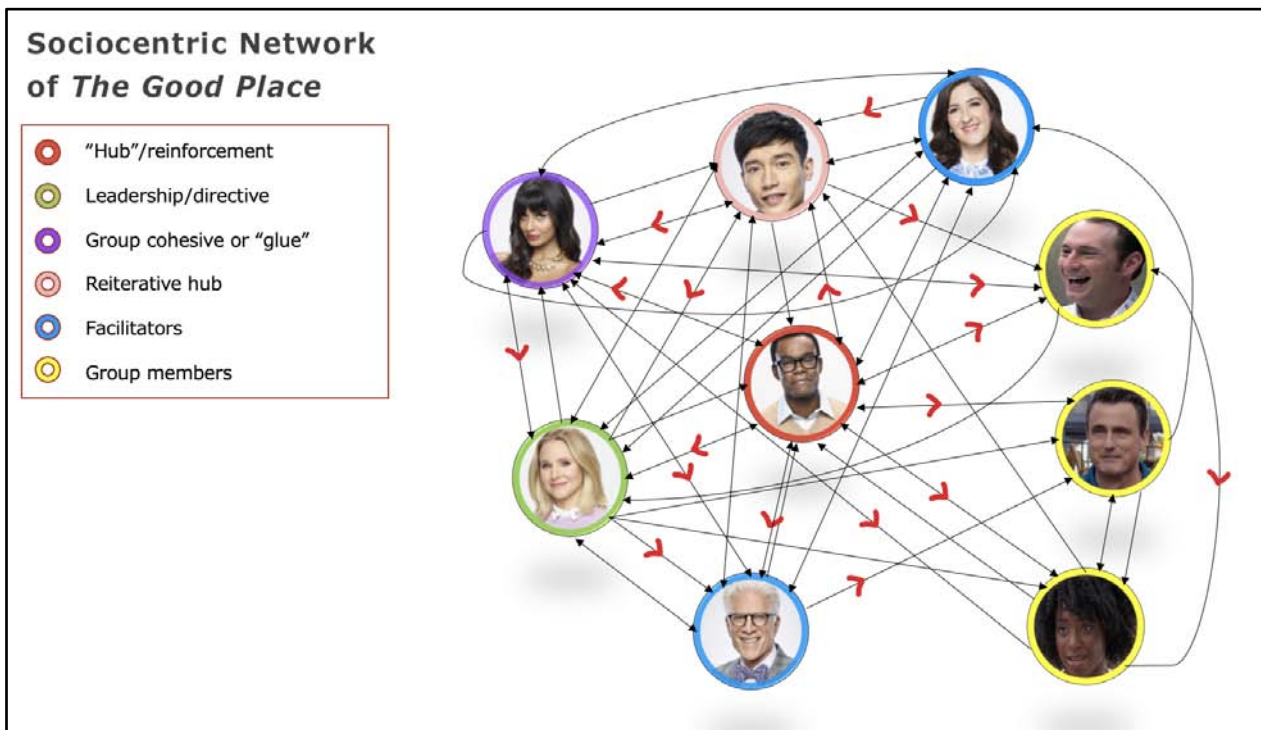 Sociocentric Network
of The Good Place
“Hub”/reinforcement
Leadership/directive
Group cohesive or “glue”
Reiterative hub
Facilitators
Group members